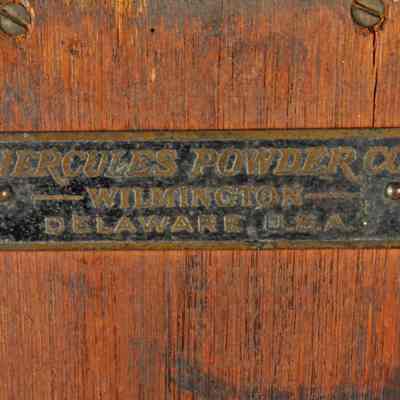 HERCULES POWDER CO
WILMINGTON
DELAWARE U.S.A.